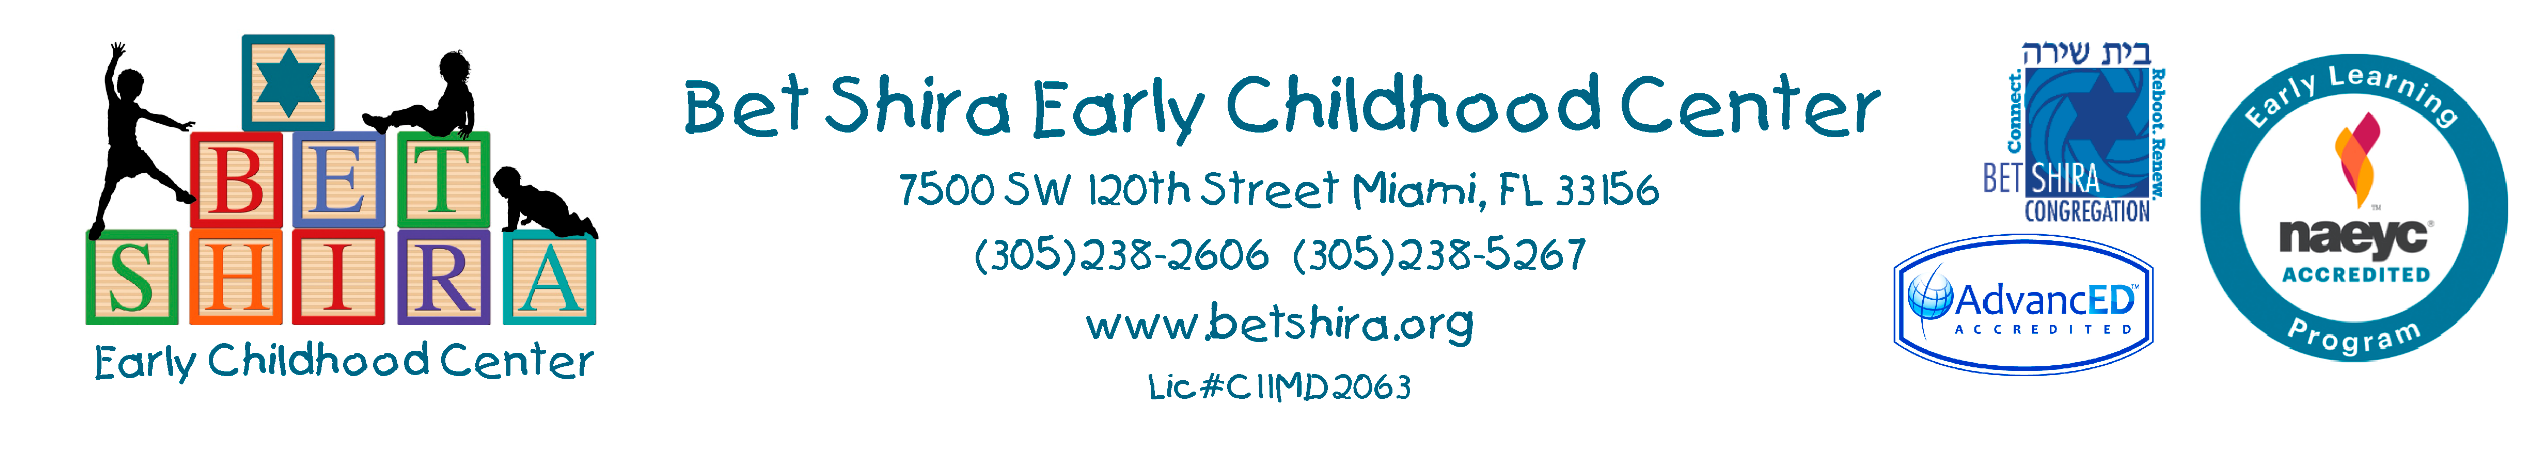 BET
SHIRA
Early Childhood Center
Bet Shira Early Childhood Center
7500 SW 120th Street Miami, FL 33156
(305)238-2606 (305)238-5267
www.betshira.org
Lic#C11MD2063
בית שירה
Connect.
Reboot. Renew.
BET SHIRA
CONGREGATION
AdvancED™
ACCREDITED
Early Learning
naeyc®
ACCREDITED
Program